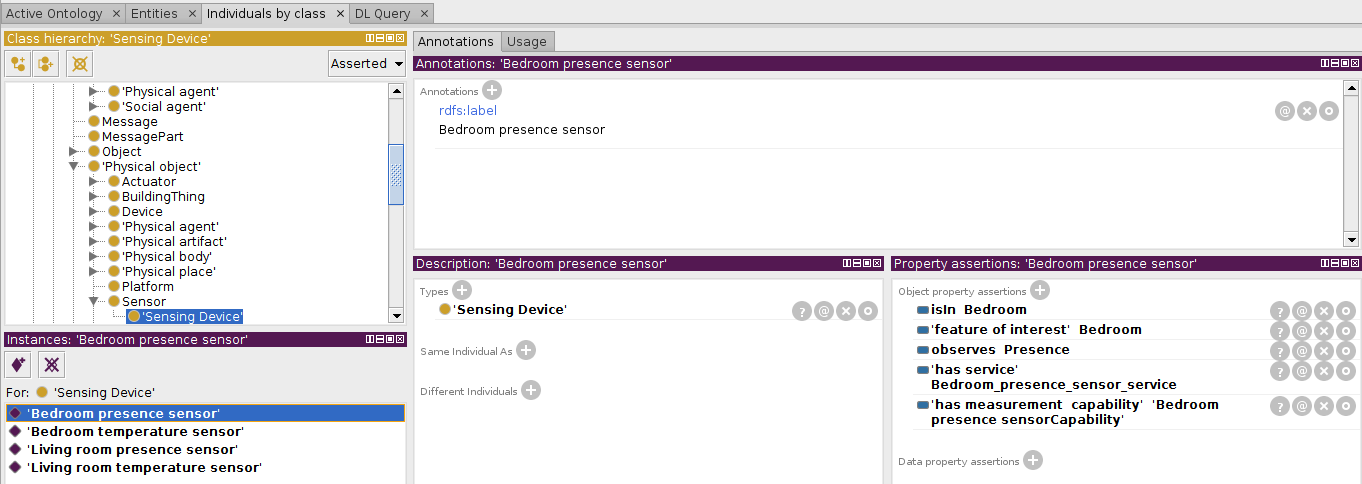 Active Ontology × Entities × Individuals by class × DL Query ×
Class hierarchy: 'Sensing Device'
Asserted
'Physical agent'
'Social agent'
Message
MessagePart
Object
'Physical object'
Actuator
BuildingThing
Device
'Physical agent'
'Physical artifact'
'Physical body'
'Physical place'
Platform
Sensor
'Sensing Device'
Instances: 'Bedroom presence sensor'
For: 'Sensing Device'
'Bedroom presence sensor'
'Bedroom temperature sensor'
'Living room presence sensor'
'Living room temperature sensor'
Annotations Usage
Annotations: 'Bedroom presence sensor'
Annotations
rdfs:label
Bedroom presence sensor
Description: 'Bedroom presence sensor'
Types
'Sensing Device'
Same Individual As
Different Individuals
Property assertions: 'Bedroom presence sensor'
Object property assertions
isIn Bedroom
'feature of interest' Bedroom
observes Presence
'has service'
Bedroom_presence_sensor_service
'has measurement capability' 'Bedroom
presence sensorCapability'
Data property assertions